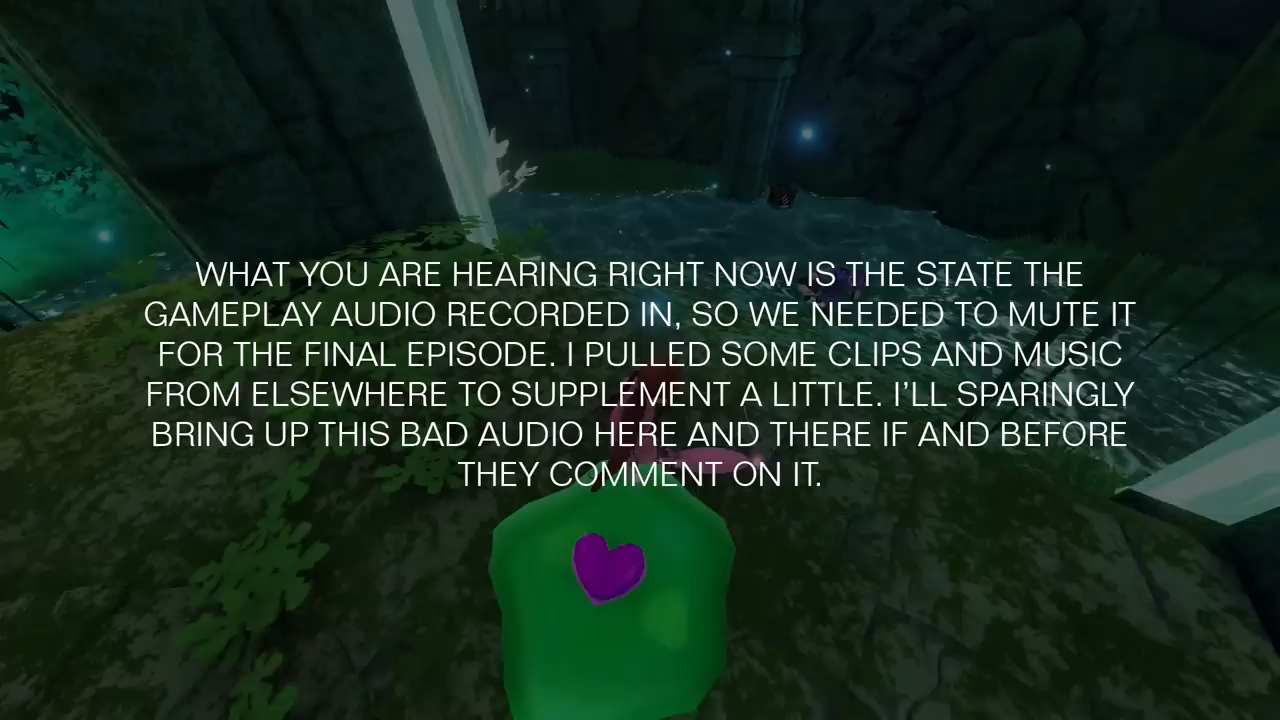 WHAT YOU ARE HEARING RIGHT NOW IS THE STATE THE
GAMEPLAY AUDIO RECORDED IN, SO WE NEEDED TO MUTE IT
FOR THE FINAL EPISODE. I PULLED SOME CLIPS AND MUSIC
FROM ELSEWHERE TO SUPPLEMENT A LITTLE. I’LL SPARINGLY
BRING UP THIS BAD AUDIO HERE AND THERE IF AND BEFORE
THEY COMMENT ON IT.